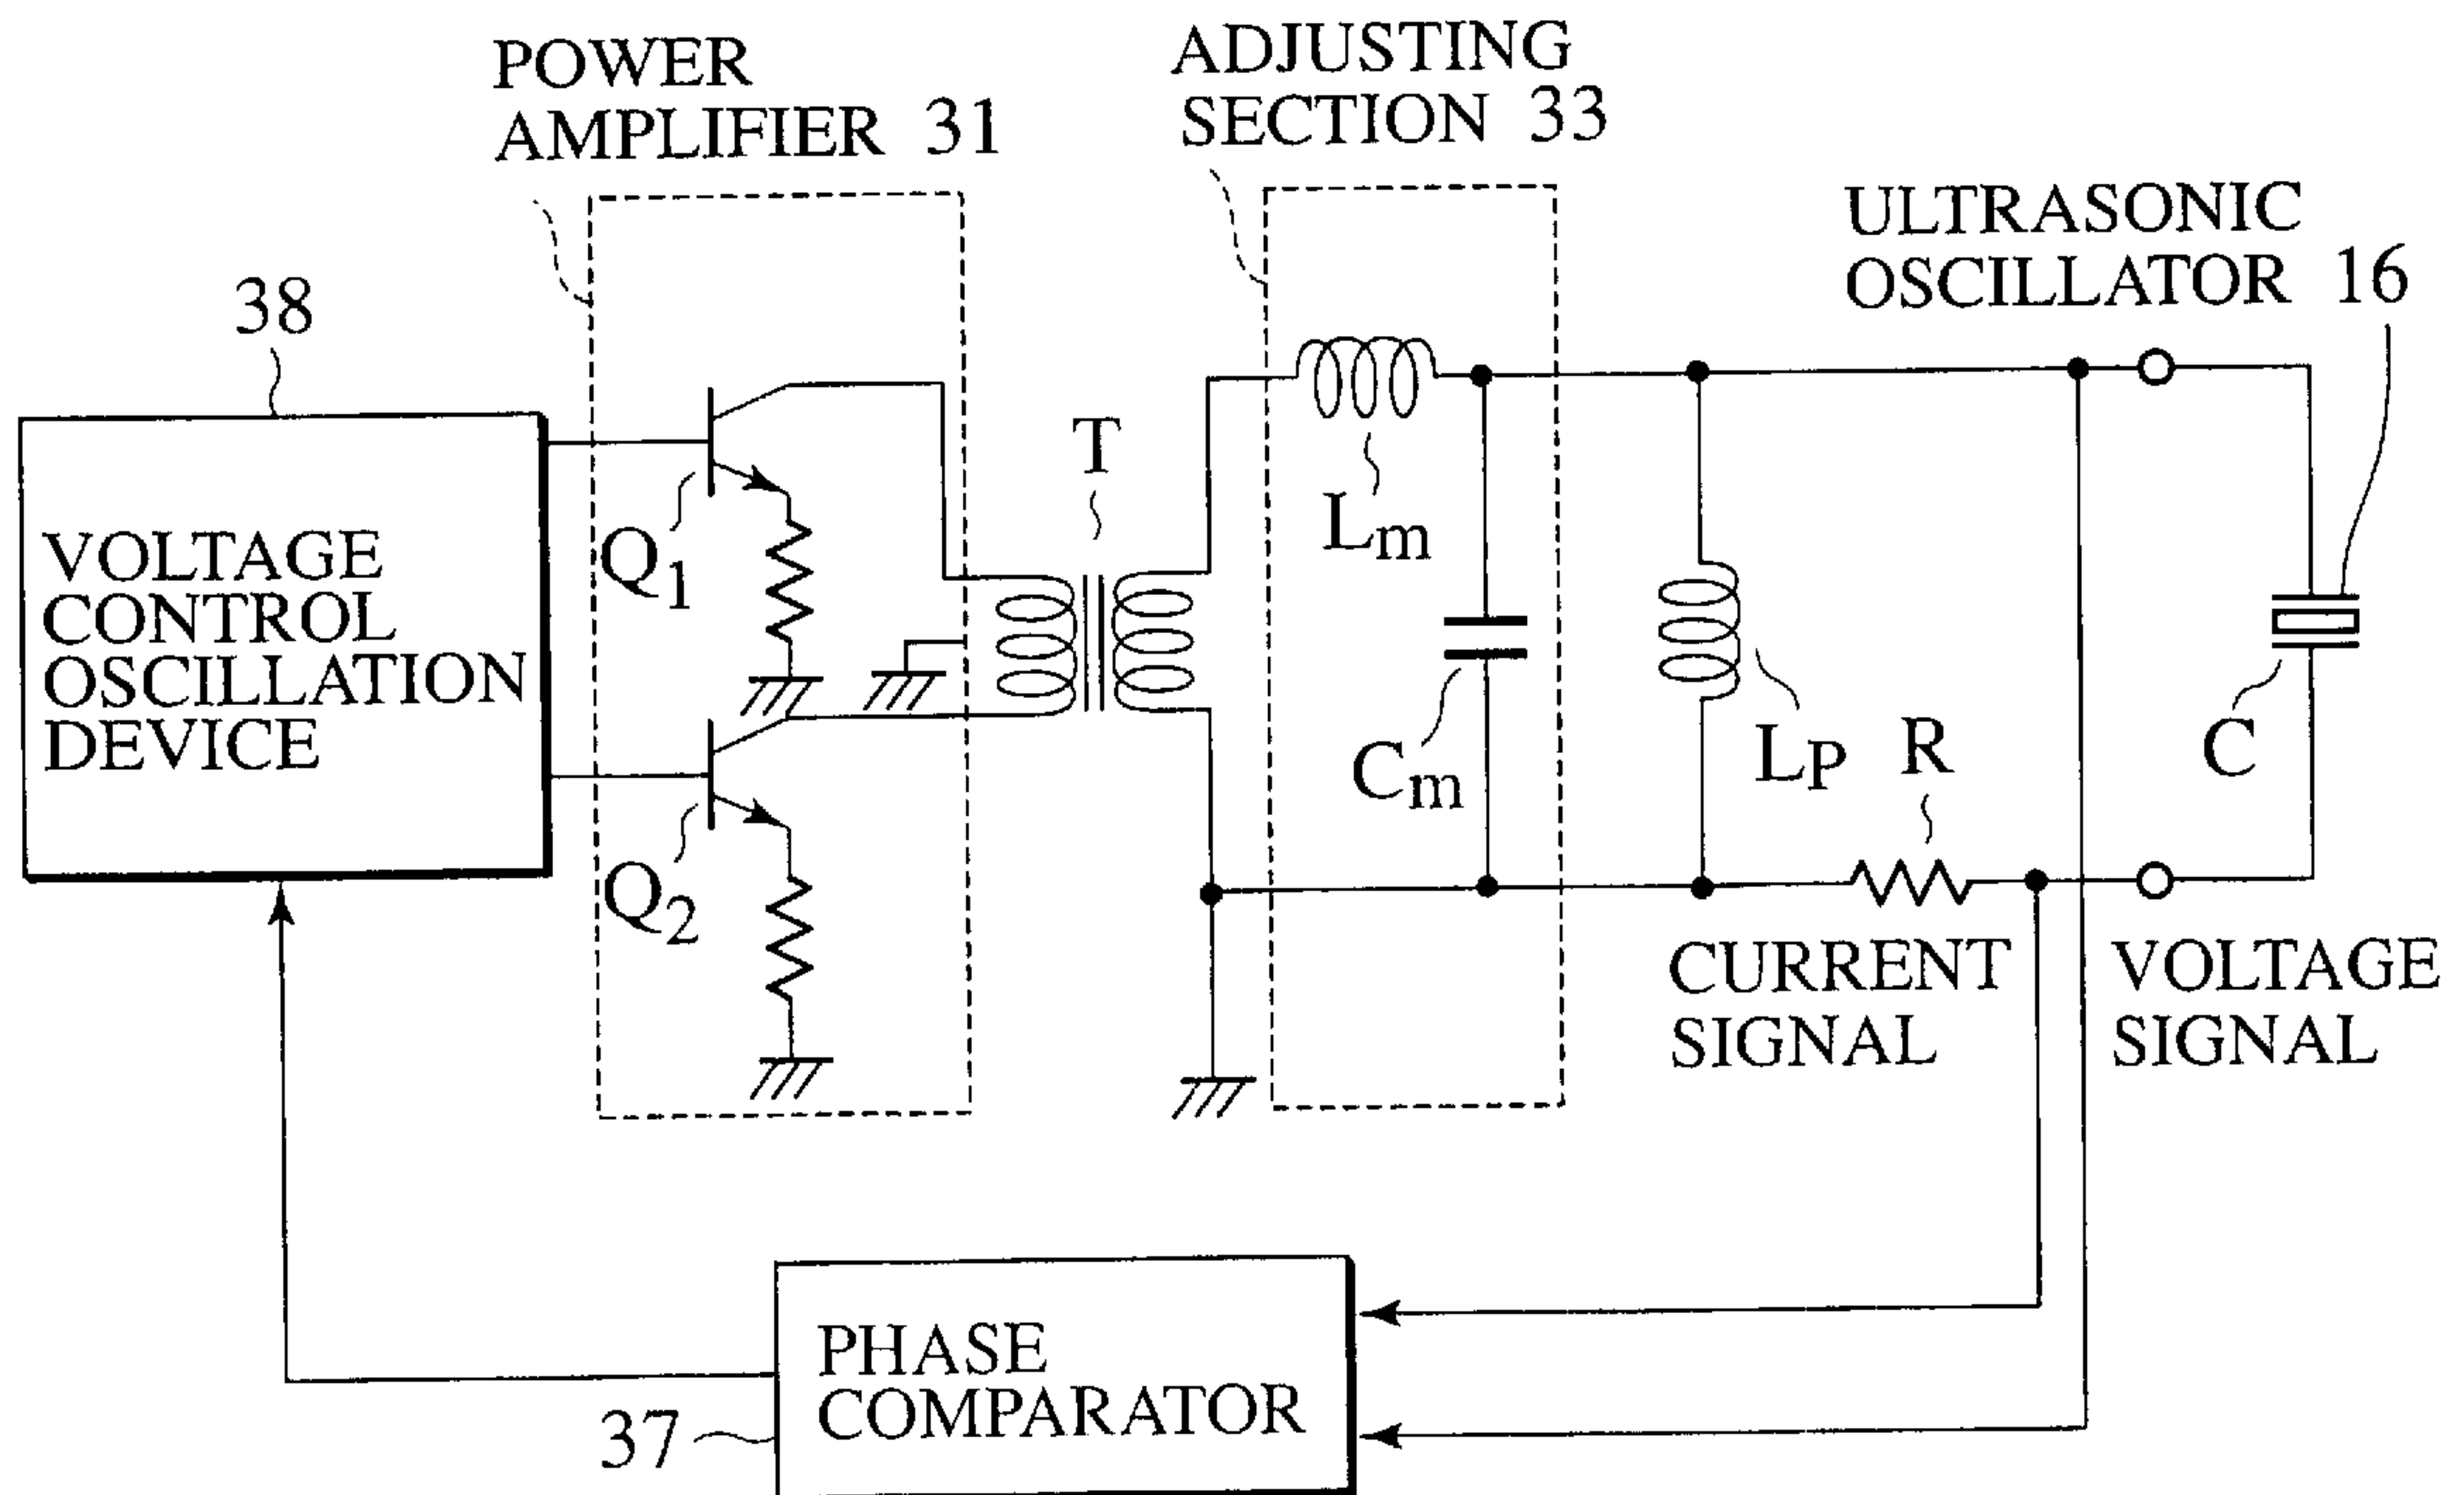 POWER
AMPLIFIER 31
ADJUSTING
SECTION 33
ULTRASONIC
OSCILLATOR 16
38
VOLTAGE
CONTROL
OSCILLATION
DEVICE
Q1
Q2
T
Lm
Cm
LP
R
C
CURRENT
SIGNAL
VOLTAGE
SIGNAL
PHASE
COMPARATOR
37